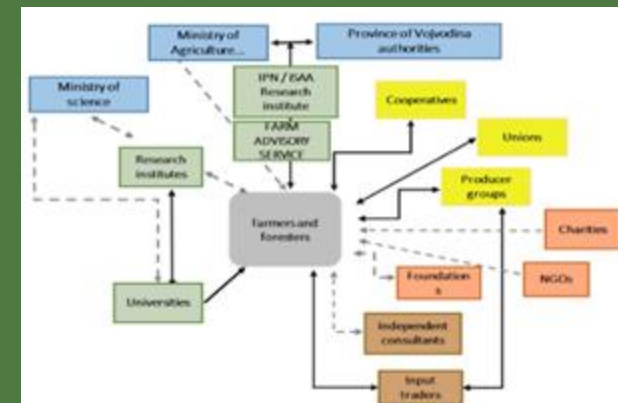 Ministry of
Agriculture...
Province of Vojvodina
authorities
Ministry of
science
IPN / ISAA
Research
institute
Cooperatives
FARM
ADVISORY
SERVICE
Unions
Research
institutes
Producer
groups
Farmers and
foresters
Charities
Foundation
s
NGOs
Universities
Independent
consultants
Input
traders